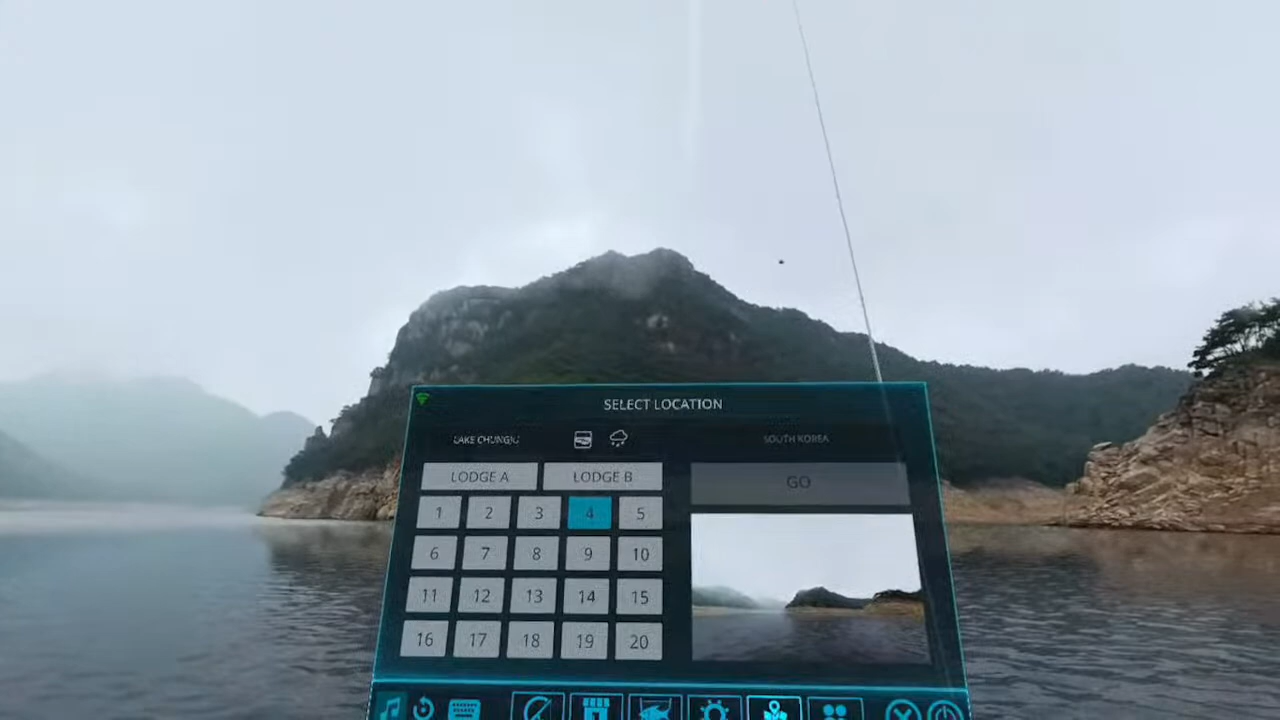 SELECT LOCATION
LAKE CHUNGJU
SOUTH KOREA
LODGE A
LODGE B
GO
1 2 3 4 5
6 7 8 9 10
11 12 13 14 15
16 17 18 19 20